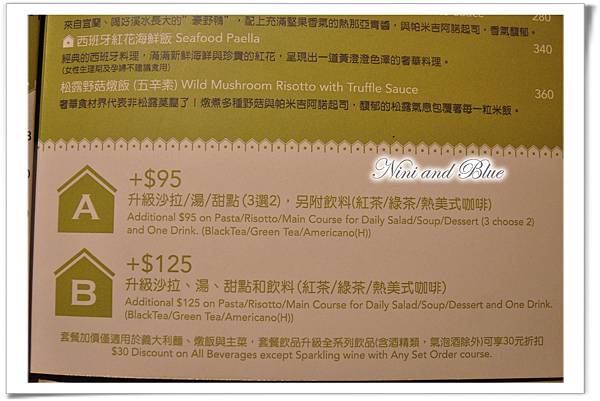 Sauce 280
來自宜蘭、喝好溪水長大的"豪野鴨"，配上充滿堅果香氣的熱那亞青醬，與帕米吉阿諾起司，香氣馥郁。
西班牙紅花海鮮飯 Seafood Paella 340
經典的西班牙料理，滿滿新鮮海鮮與珍貴的紅花，呈現出一道黃澄澄色澤的奢華料理。
(女性生理期及孕婦不建議食用)
松露野菇燉飯 (五辛素) Wild Mushroom Risotto with Truffle Sauce 360
奢華食材界代表非松露莫屬了！燉煮多種野菇與帕米吉阿諾起司，馥郁的松露氣息包覆著每一粒米飯。
Nini and Blue
A +$95
升級沙拉/湯/甜點 (3選2)，另附飲料(紅茶/綠茶/熱美式咖啡)
Additional $95 on Pasta/Risotto/Main Course for Daily Salad/Soup/Dessert (3 choose 2)
and One Drink. (BlackTea/Green Tea/Americano(H))
B +$125
升級沙拉、湯、甜點和飲料 (紅茶/綠茶/熱美式咖啡)
Additional $125 on Pasta/Risotto/Main Course for Daily Salad/Soup/Dessert and One Drink.
(BlackTea/Green Tea/Americano(H))
套餐加價僅適用於義大利麵、燉飯與主菜，套餐飲品升級全系列飲品(含酒精類，氣泡酒除外)可享30元折扣
$30 Discount on All Beverages except Sparkling wine with Any Set Order course.